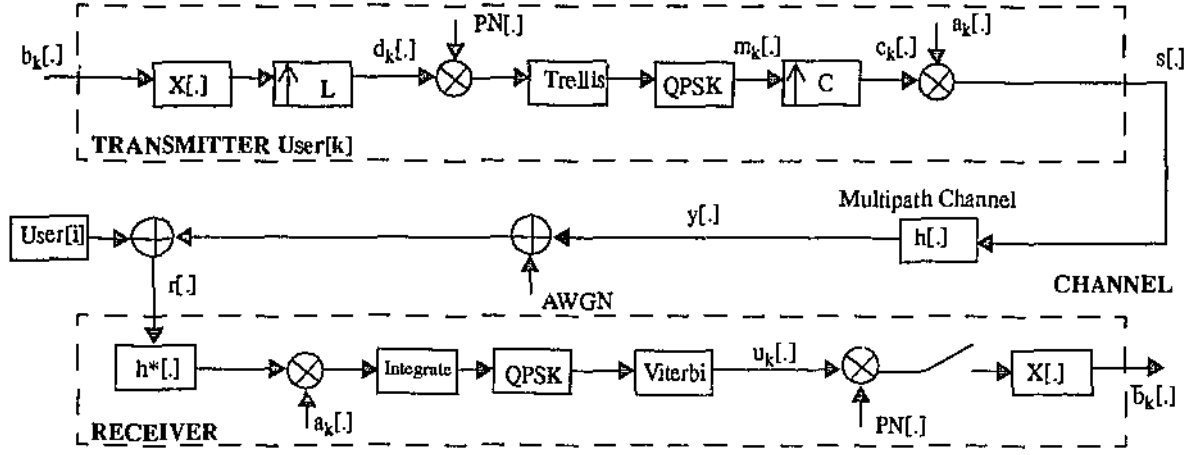 PN[.]
a_k[.]
b_k[.]
d_k[.]
m_k[.]
c_k[.]
s[.]
X[.]
L
Trellis
QPSK
C
TRANSMITTER User[k]
Multipath Channel
User[i]
y[.]
h[.]
r[.]
AWGN
CHANNEL
h*[.]
Integrate
QPSK
Viterbi
u_k[.]
X[.]
b̄_k[.]
a_k[.]
PN[.]
RECEIVER